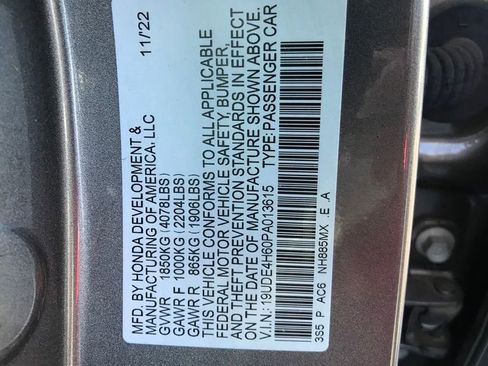 MFD. BY HONDA DEVELOPMENT & 11/'22
MANUFACTURING OF AMERICA, LLC
GVWR 1850KG (4078LBS)
GAWR F 1000KG (2204LBS)
GAWR R 865KG (1906LBS)
THIS VEHICLE CONFORMS TO ALL APPLICABLE
FEDERAL MOTOR VEHICLE SAFETY, BUMPER,
AND THEFT PREVENTION STANDARDS IN EFFECT
ON THE DATE OF MANUFACTURE SHOWN ABOVE.
V.I.N.: 19UDE4H60PA013615 TYPE: PASSENGER CAR
3S5 P AC6 NH885MX .E .A